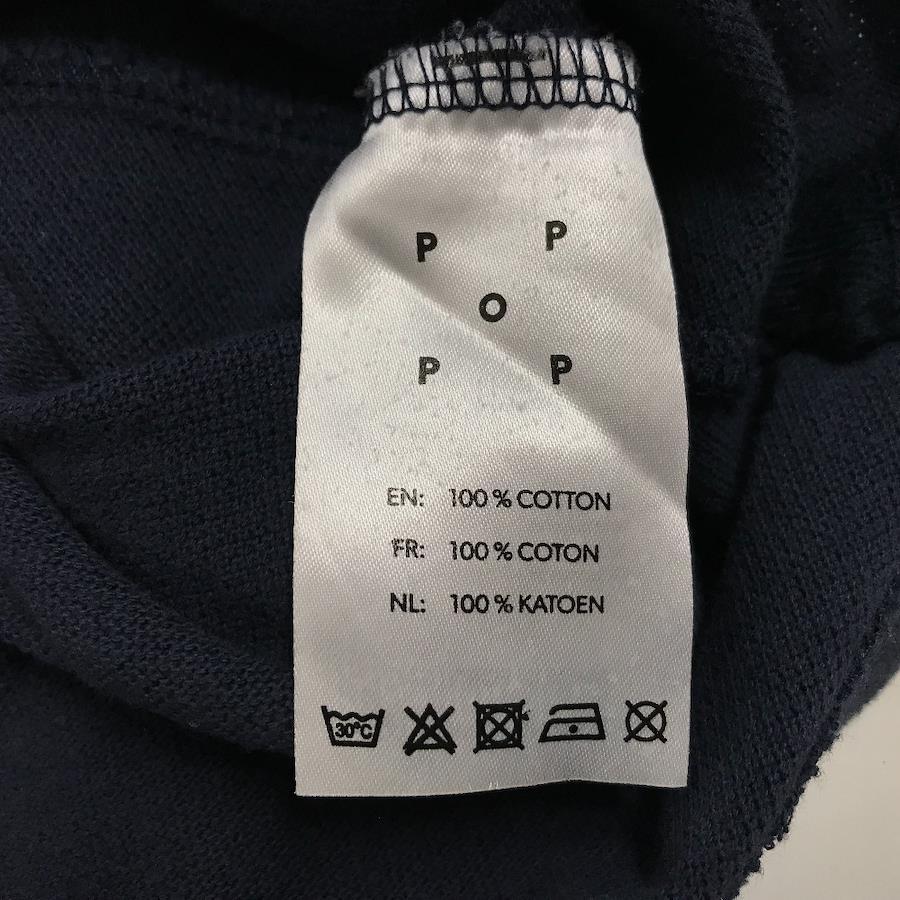 P P
O
P P
EN: 100 % COTTON
FR: 100 % COTON
NL: 100 % KATOEN
30°C